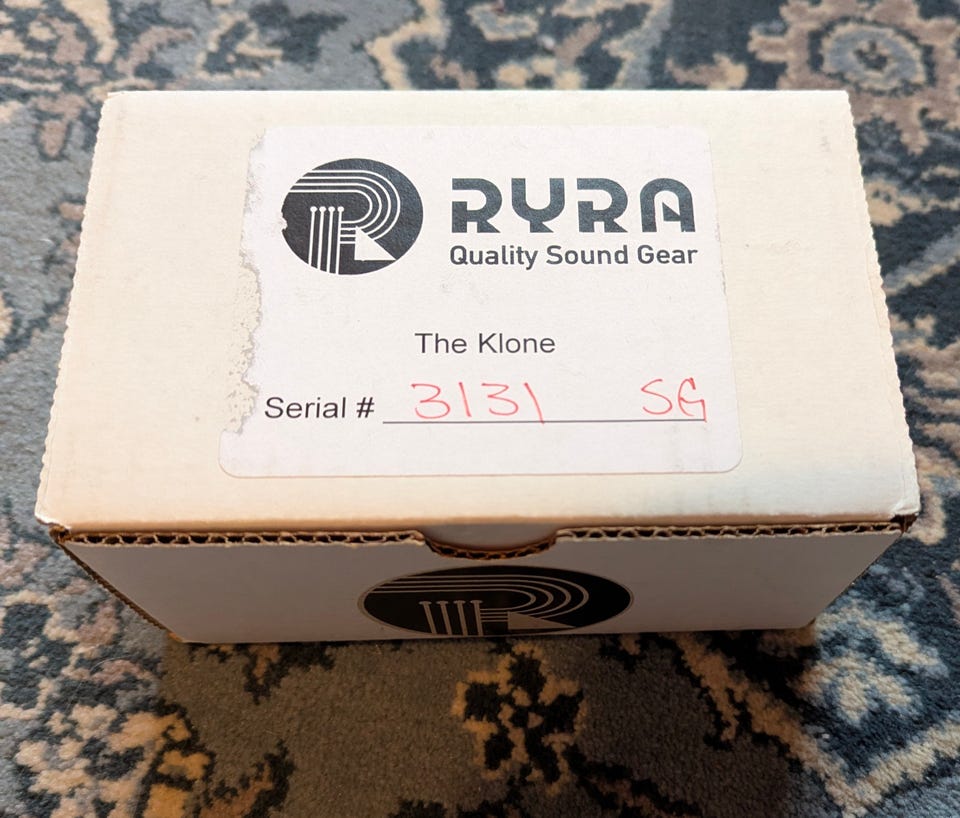 RYRA
Quality Sound Gear
The Klone
Serial # 3131 SG